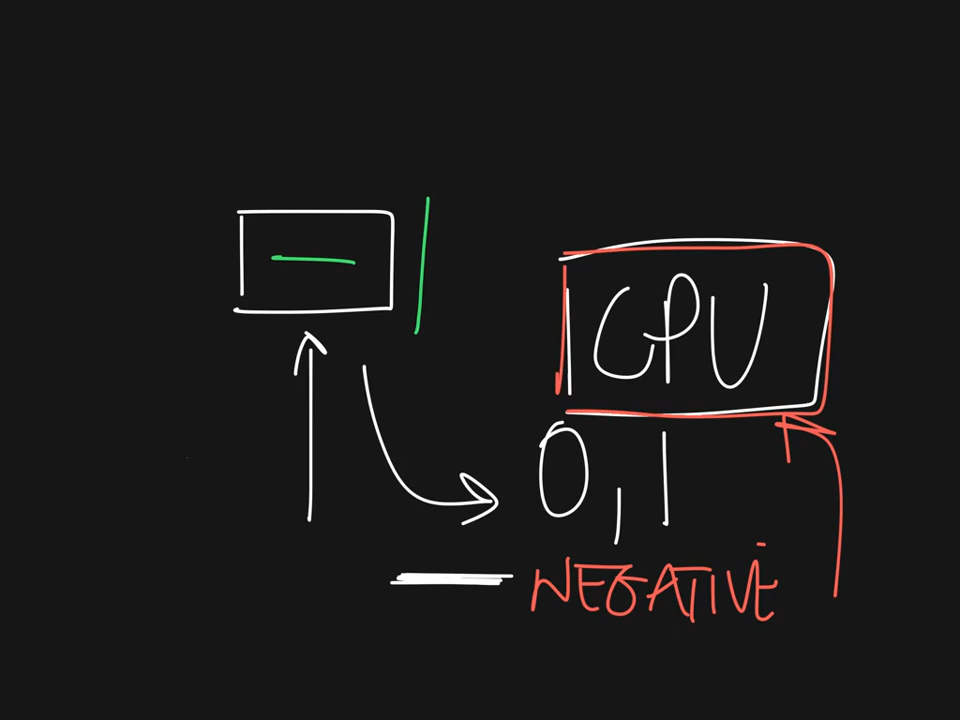 CPU
0, 1
— NEGATIVE